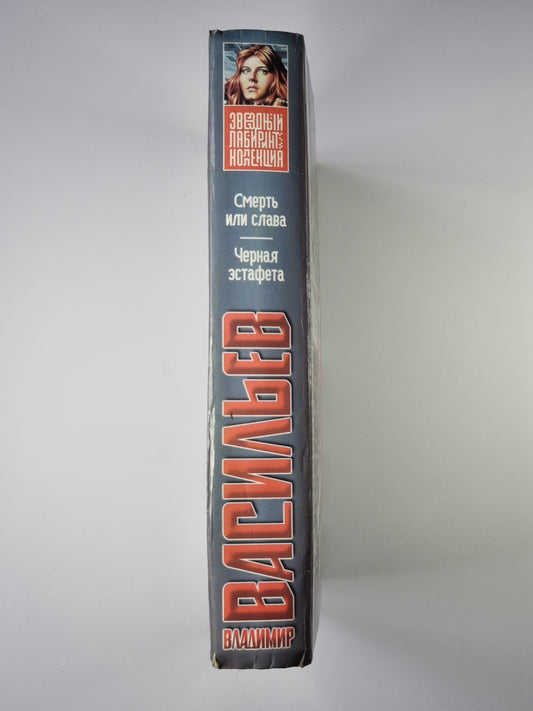 ЗВЕЗДНЫЙ
ЛАБИРИНТ
КОЛЛЕКЦИЯ
Смерть
или слава
Черная
эстафета
ВЛАДИМИР
ВАСИЛЬЕВ